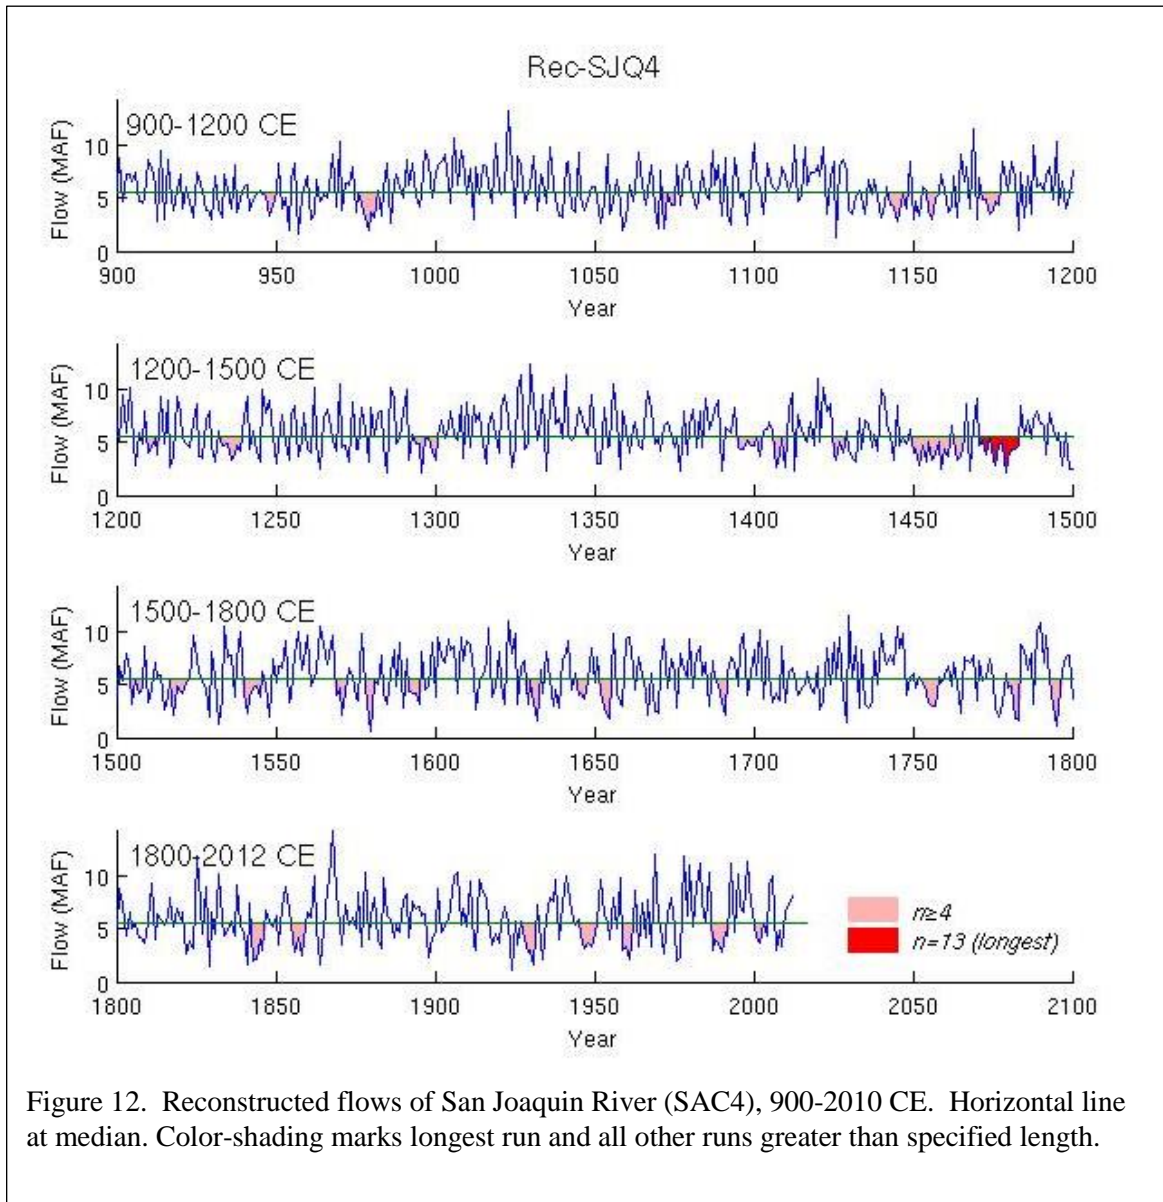 Rec-SJQ4
900-1200 CE
Flow (MAF)
10
5
0
900 950 1000 1050 1100 1150 1200
Year
1200-1500 CE
Flow (MAF)
10
5
0
1200 1250 1300 1350 1400 1450 1500
Year
1500-1800 CE
Flow (MAF)
10
5
0
1500 1550 1600 1650 1700 1750 1800
Year
1800-2012 CE
Flow (MAF)
10
5
0
n≥4
n=13 (longest)
1800 1850 1900 1950 2000 2050 2100
Year
Figure 12.  Reconstructed flows of San Joaquin River (SAC4), 900-2010 CE.  Horizontal line
at median. Color-shading marks longest run and all other runs greater than specified length.